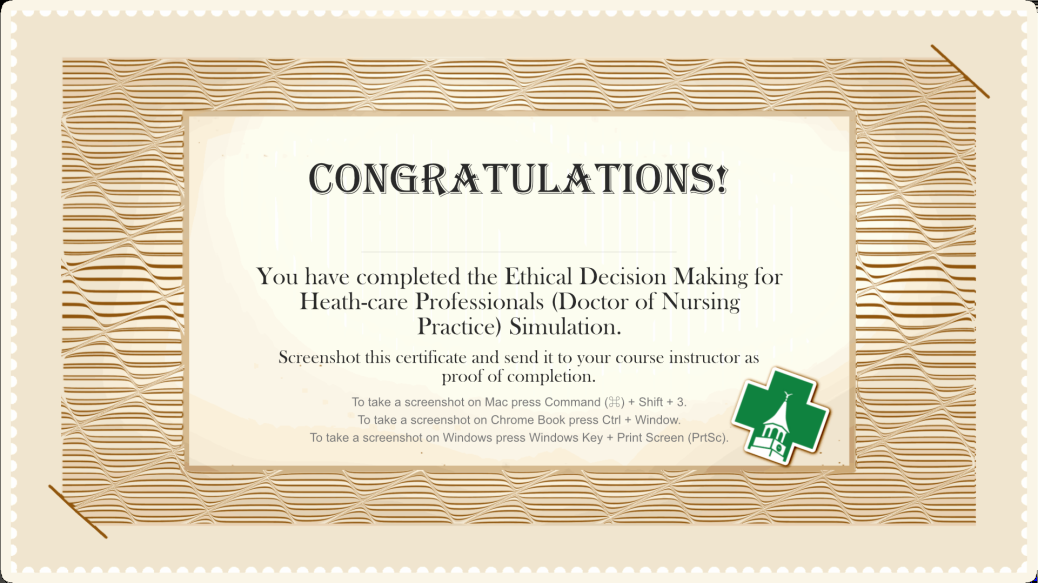 CONGRATULATIONS!
You have completed the Ethical Decision Making for
Heath-care Professionals (Doctor of Nursing
Practice) Simulation.
Screenshot this certificate and send it to your course instructor as
proof of completion.
To take a screenshot on Mac press Command (⌘) + Shift + 3.
To take a screenshot on Chrome Book press Ctrl + Window.
To take a screenshot on Windows press Windows Key + Print Screen (PrtSc).